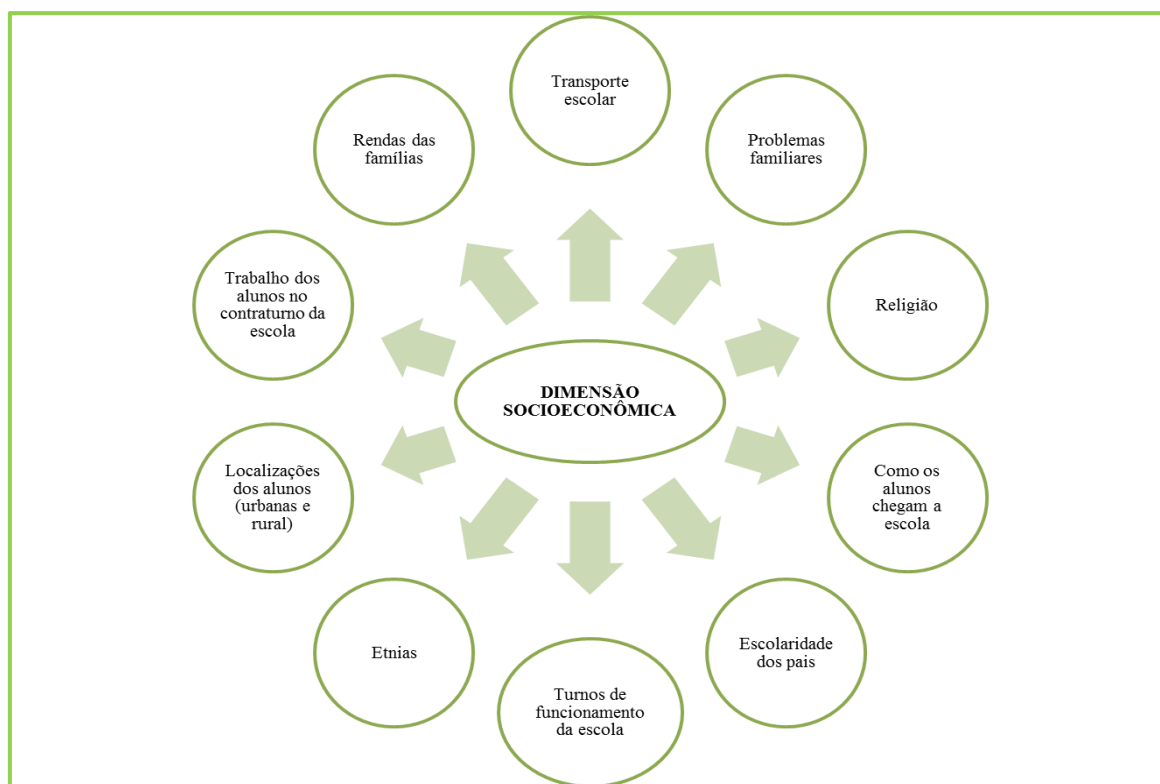 Transporte
escolar
Problemas
familiares
Religião
Como os
alunos
chegam a
escola
Escolaridade
dos pais
Turnos de
funcionamento
da escola
Etnias
Localizações
dos alunos
(urbanas e
rural)
Trabalho dos
alunos no
contraturno da
escola
Rendas das
famílias
DIMENSÃO
SOCIOECONÔMICA